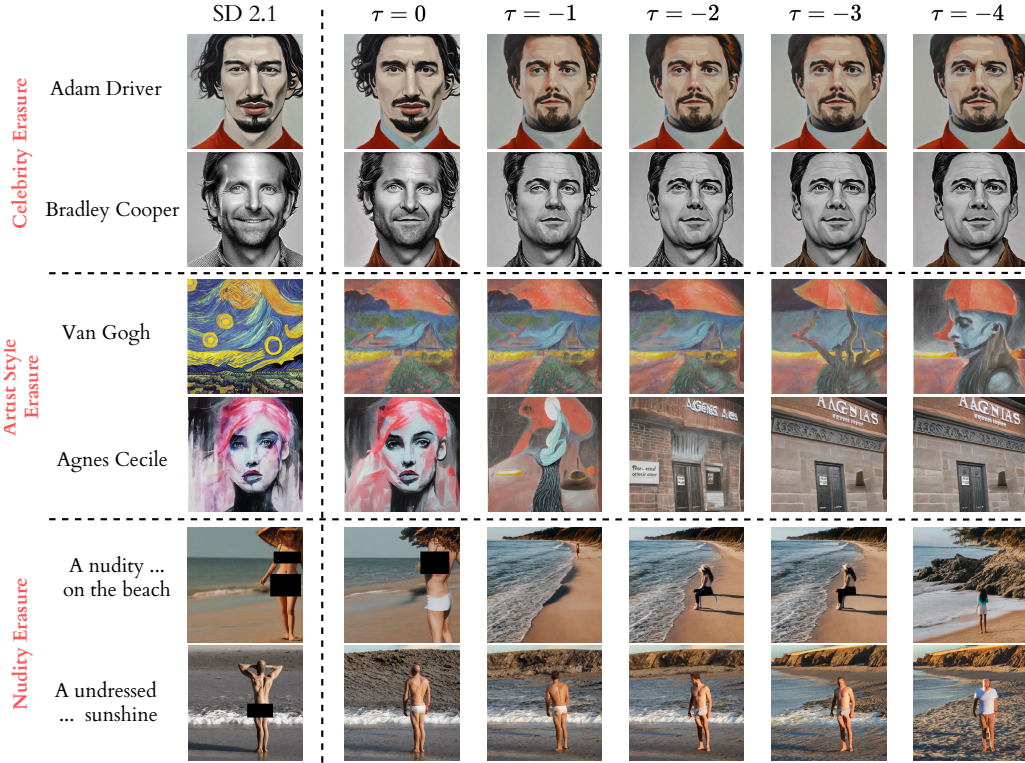 SD 2.1 τ = 0 τ = −1 τ = −2 τ = −3 τ = −4
Celebrity Erasure
Adam Driver
Bradley Cooper
Artist Style
Erasure
Van Gogh
Agnes Cecile
AGENS
AAGNIAS
AAGNIAS
Nudity Erasure
A nudity ...
on the beach
A undressed
... sunshine